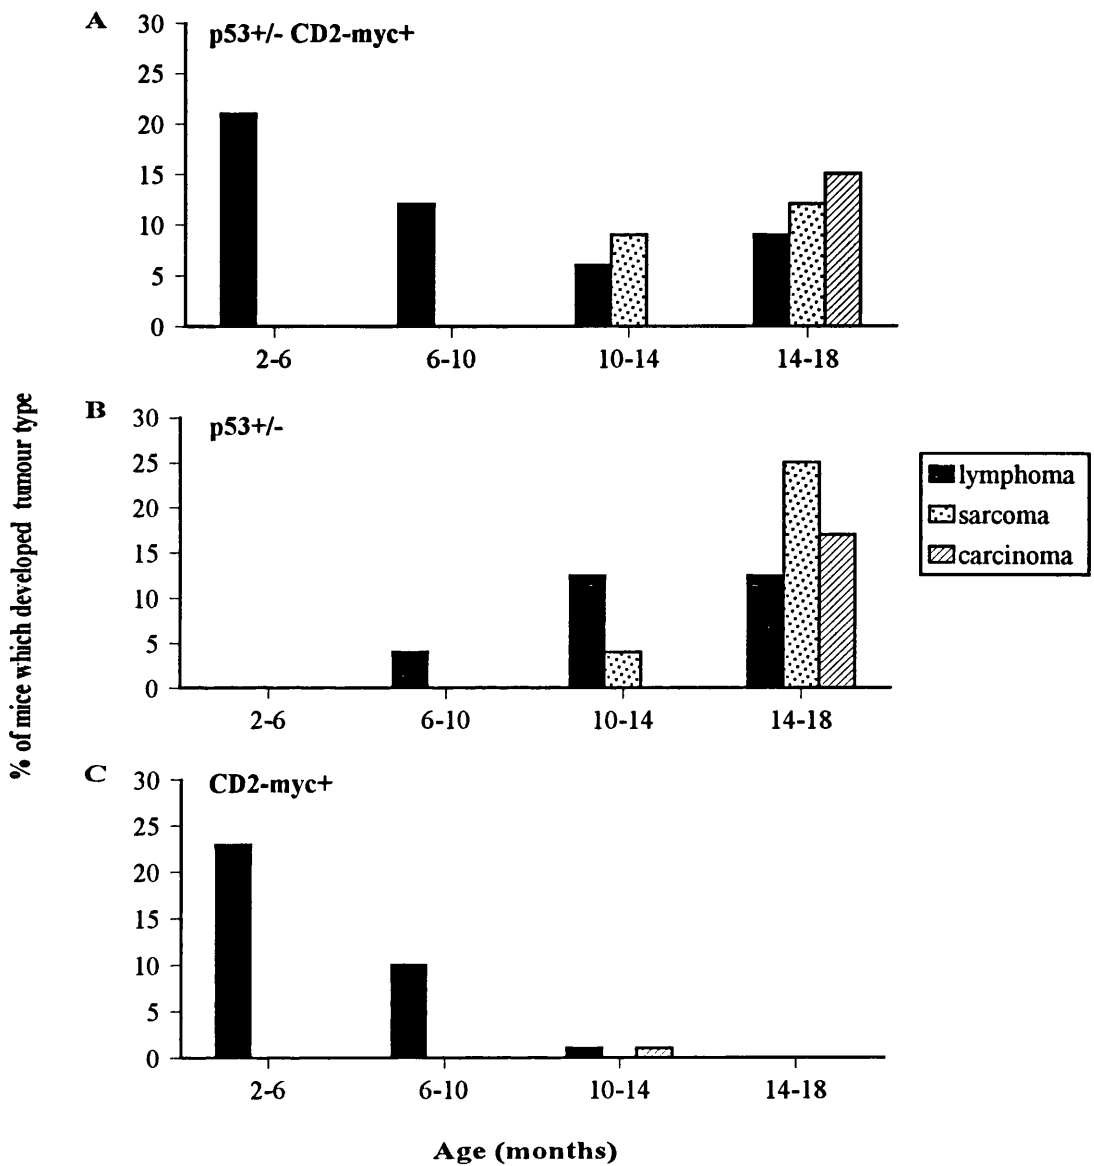 A
p53+/- CD2-myc+
30
25
20
15
10
5
0
2-6 6-10 10-14 14-18
% of mice which developed tumour type
B
p53+/-
30
25
20
15
10
5
0
2-6 6-10 10-14 14-18
lymphoma
sarcoma
carcinoma
C
CD2-myc+
30
25
20
15
10
5
0
2-6 6-10 10-14 14-18
Age (months)